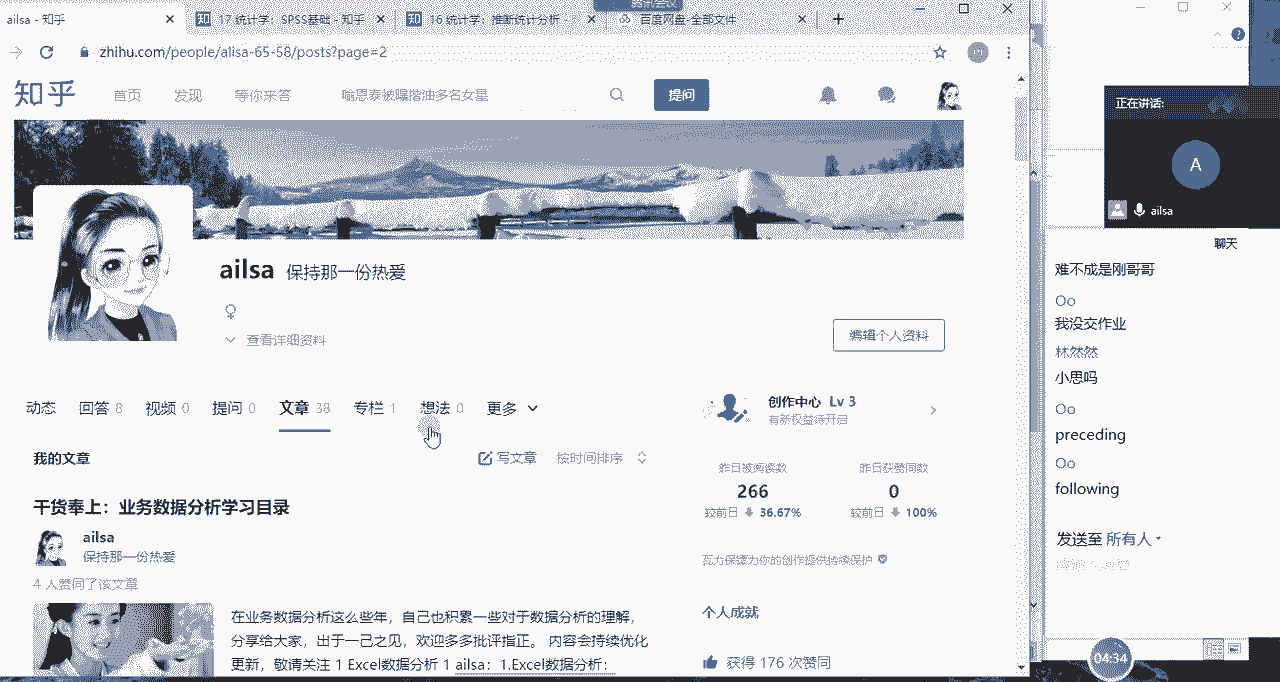 腾讯会议
ailsa - 知乎
17 统计学：SPSS基础 - 知乎
16 统计学：推断统计分析 -
百度网盘-全部文件
zhihu.com/people/alisa-65-58/posts?page=2
知乎
首页
发现
等你来答
喻恩泰被曝揩油多名女星
提问
正在讲话:
A
ailsa
聊天
ailsa 保持那一份热爱
查看详细资料
编辑个人资料
难不成是刚哥哥
Oo
我没交作业
林然然
小思吗
Oo
preceding
Oo
following
发送至 所有人
动态
回答 8
视频 0
提问 0
文章 38
专栏 1
想法 0
更多
创作中心 Lv 3
有新权益待开启
我的文章
写文章
按时间排序
昨日被阅读数
昨日获赞同数
266
0
较前日 36.67%
较前日 100%
干货奉上：业务数据分析学习目录
ailsa
保持那一份热爱
4 人赞同了该文章
瓦力保镖为你的创作提供持续保护
个人成就
获得 176 次赞同
在业务数据分析这么些年，自己也积累一些对于数据分析的理解，
分享给大家，出于一己之见，欢迎多多批评指正。 内容会持续优化
更新，敬请关注 1 Excel数据分析 1 ailsa：1.Excel数据分析：
04:34